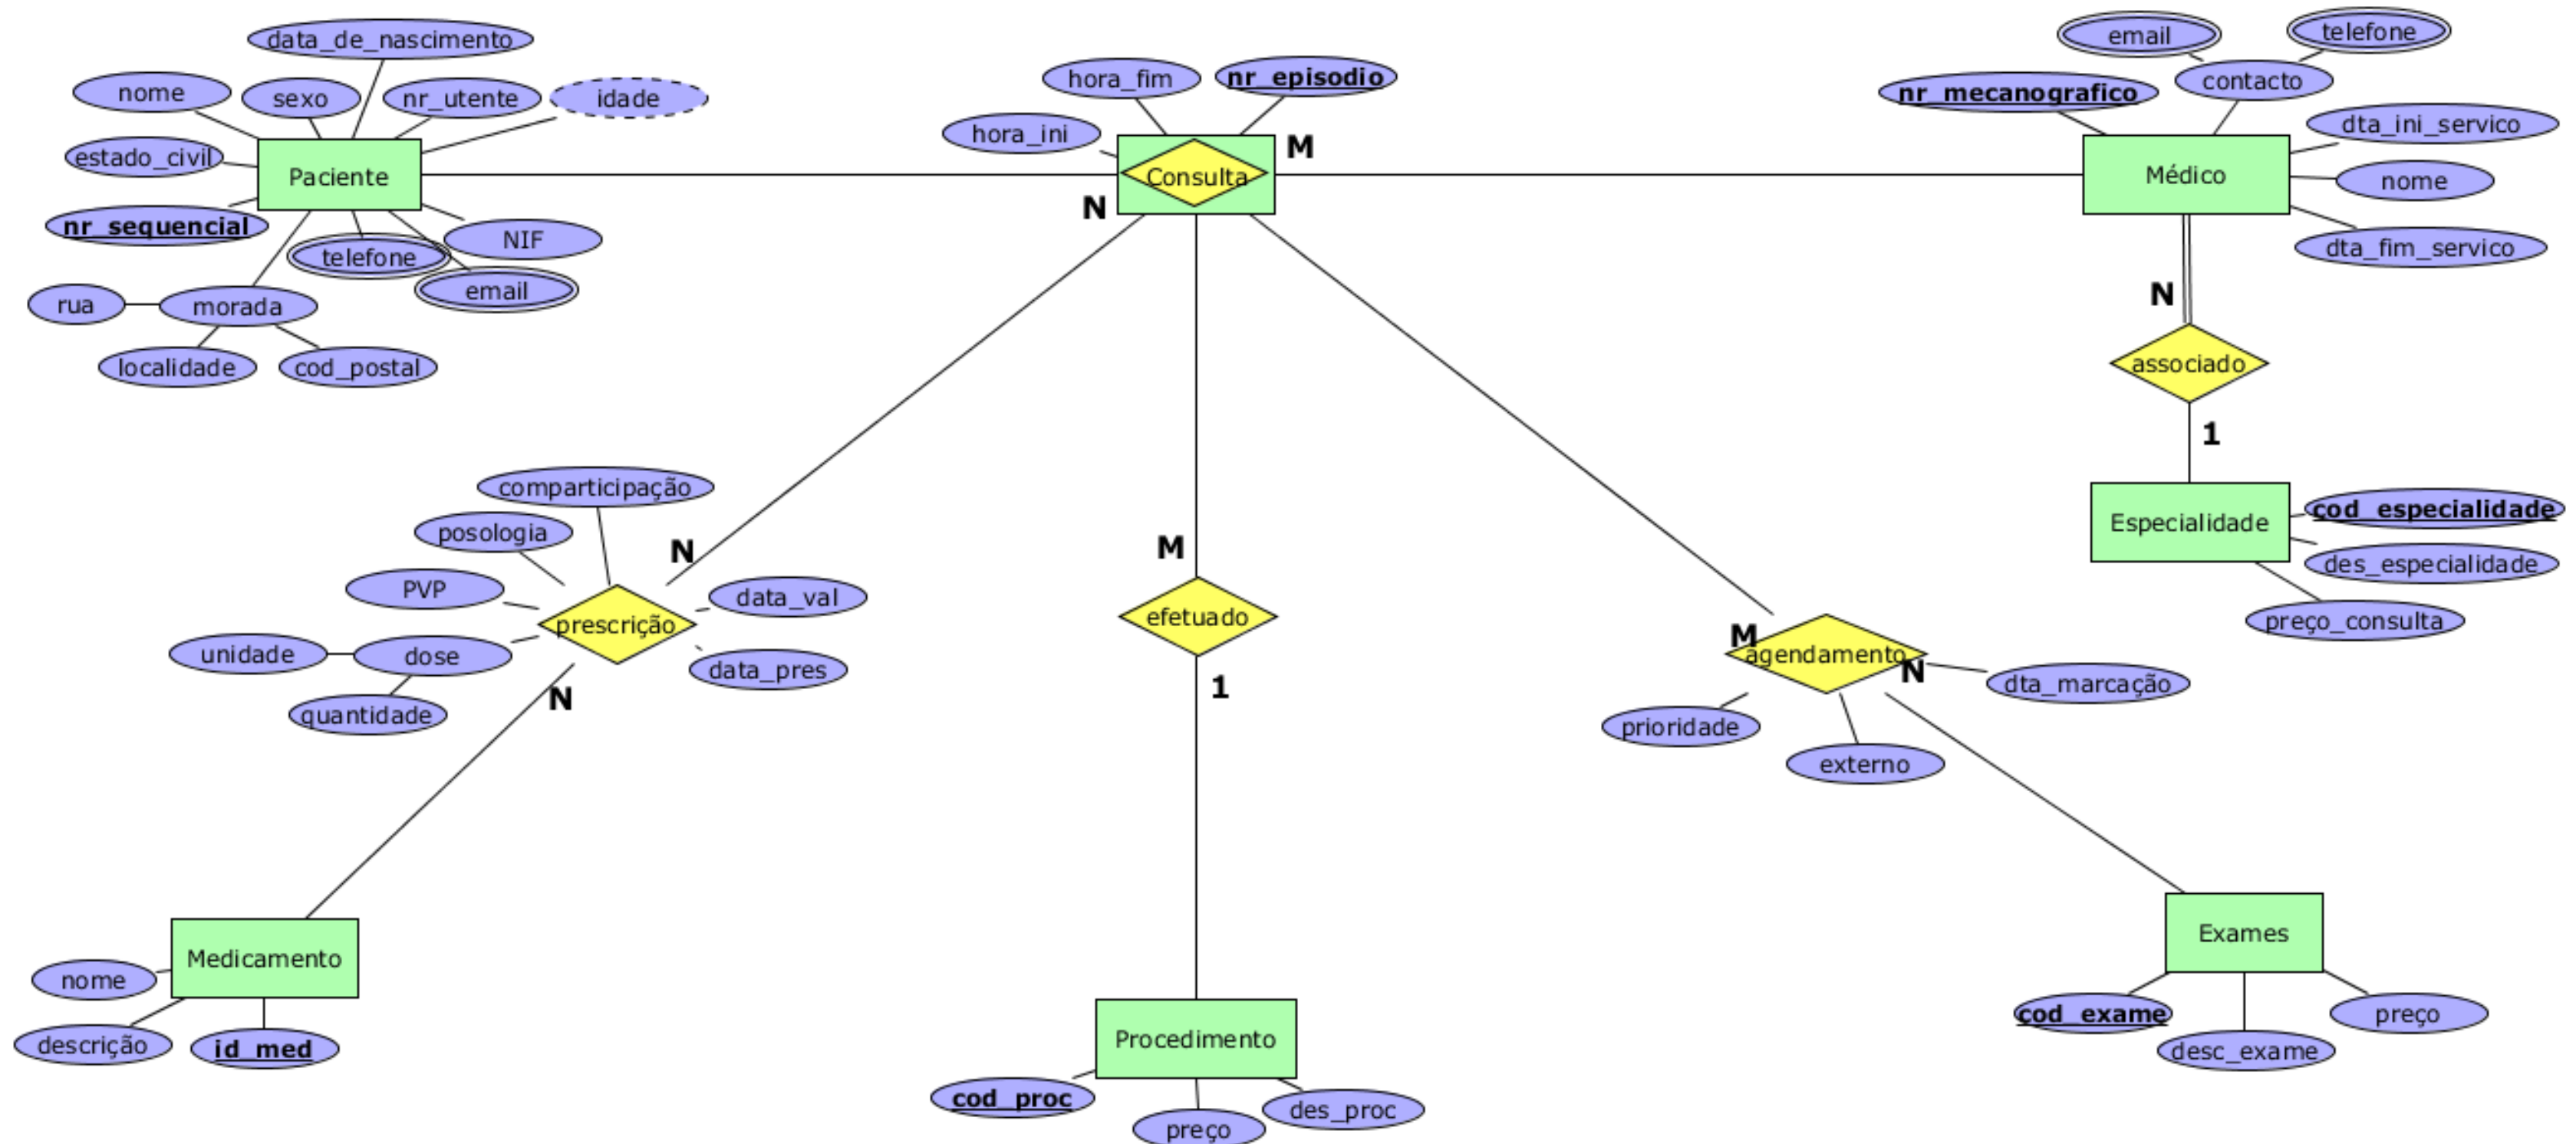 data_de_nascimento
nome
sexo
nr_utente
idade
estado_civil
Paciente
nr_sequencial
telefone
NIF
email
rua
morada
localidade
cod_postal
hora_fim
nr_episodio
hora_ini
M
Consulta
N
email
telefone
nr_mecanografico
contacto
dta_ini_servico
Médico
nome
dta_fim_servico
N
associado
1
Especialidade
cod_especialidade
des_especialidade
preço_consulta
comparticipação
posologia
N
PVP
data_val
prescrição
unidade
dose
data_pres
quantidade
N
M
efetuado
1
M
agendamento
N
dta_marcação
prioridade
externo
Medicamento
nome
descrição
id_med
Procedimento
cod_proc
preço
des_proc
Exames
cod_exame
preço
desc_exame